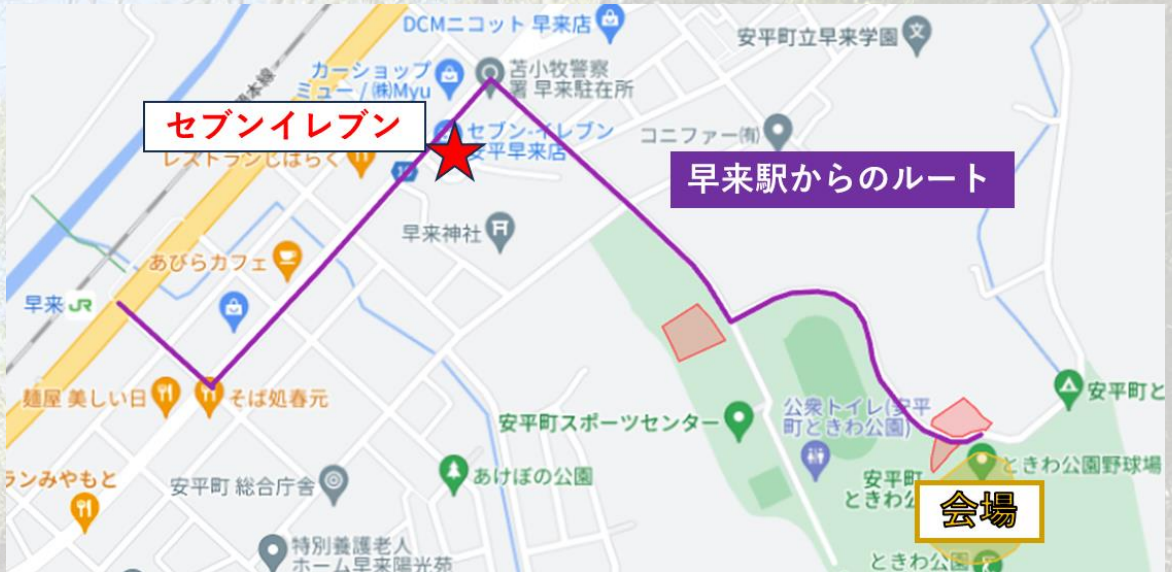 DCMニコット 早来店
安平町立早来学園
カーショップ
ミュー / ㈱Myu
苫小牧警察
署 早来駐在所
セブンイレブン
セブン-イレブン
安平早来店
コニファー㈲
レストランしばらく
早来駅からのルート
早来神社
あびらカフェ
早来 JR
麺屋 美しい日
そば処春元
安平町スポーツセンター
公衆トイレ(安平
町ときわ公園)
安平町と
ランみやもと
安平町 総合庁舎
あけぼの公園
安平町
ときわ公
ときわ公園野球場
会場
特別養護老人
ホーム早来陽光苑
ときわ公園